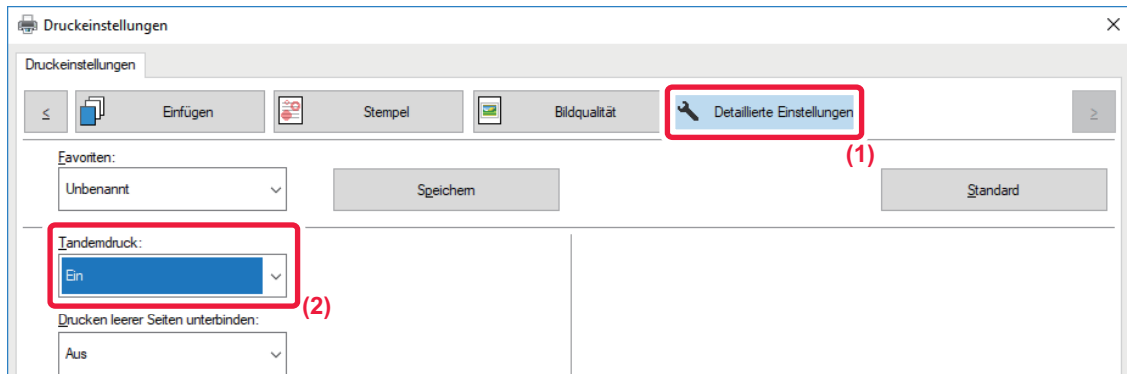 Druckeinstellungen
Druckeinstellungen
≤ Einfügen Stempel Bildqualität Detaillierte Einstellungen ≥
(1)
Favoriten:
Unbenannt Speichern Standard
Tandemdruck:
Ein
(2)
Drucken leerer Seiten unterbinden:
Aus